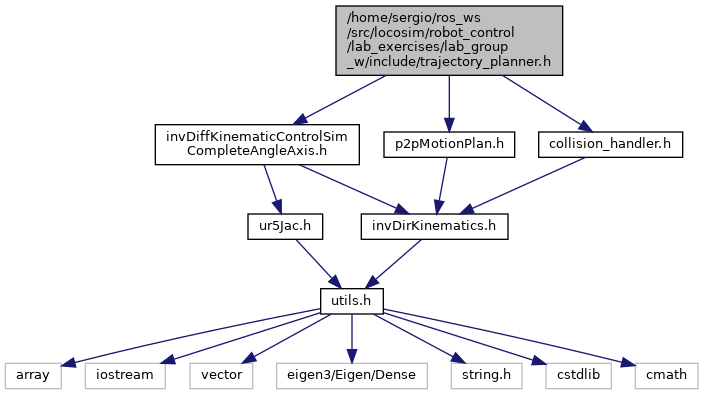 /home/sergio/ros_ws
/src/locosim/robot_control
/lab_exercises/lab_group
_w/include/trajectory_planner.h
invDiffKinematicControlSim
CompleteAngleAxis.h
p2pMotionPlan.h
collision_handler.h
ur5Jac.h
invDirKinematics.h
utils.h
array
iostream
vector
eigen3/Eigen/Dense
string.h
cstdlib
cmath